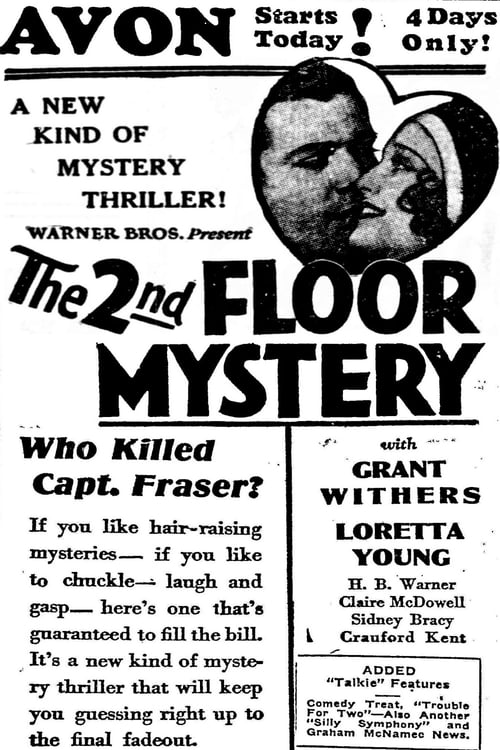 AVON
Starts
Today!
4 Days
Only!
A NEW
KIND OF
MYSTERY
THRILLER!
WARNER BROS. Present
The 2nd FLOOR
MYSTERY
Who Killed
Capt. Fraser?
If you like hair-raising
mysteries— if you like
to chuckle— laugh and
gasp— here's one that's
guaranteed to fill the bill.
It's a new kind of myste-
ry thriller that will keep
you guessing right up to
the final fadeout.
with
GRANT
WITHERS
LORETTA
YOUNG
H. B. Warner
Claire McDowell
Sidney Bracy
Crauford Kent
ADDED
"Talkie" Features
Comedy Treat, "Trouble
For Two"—Also Another
"Silly Symphony" and
Graham McNamec News.